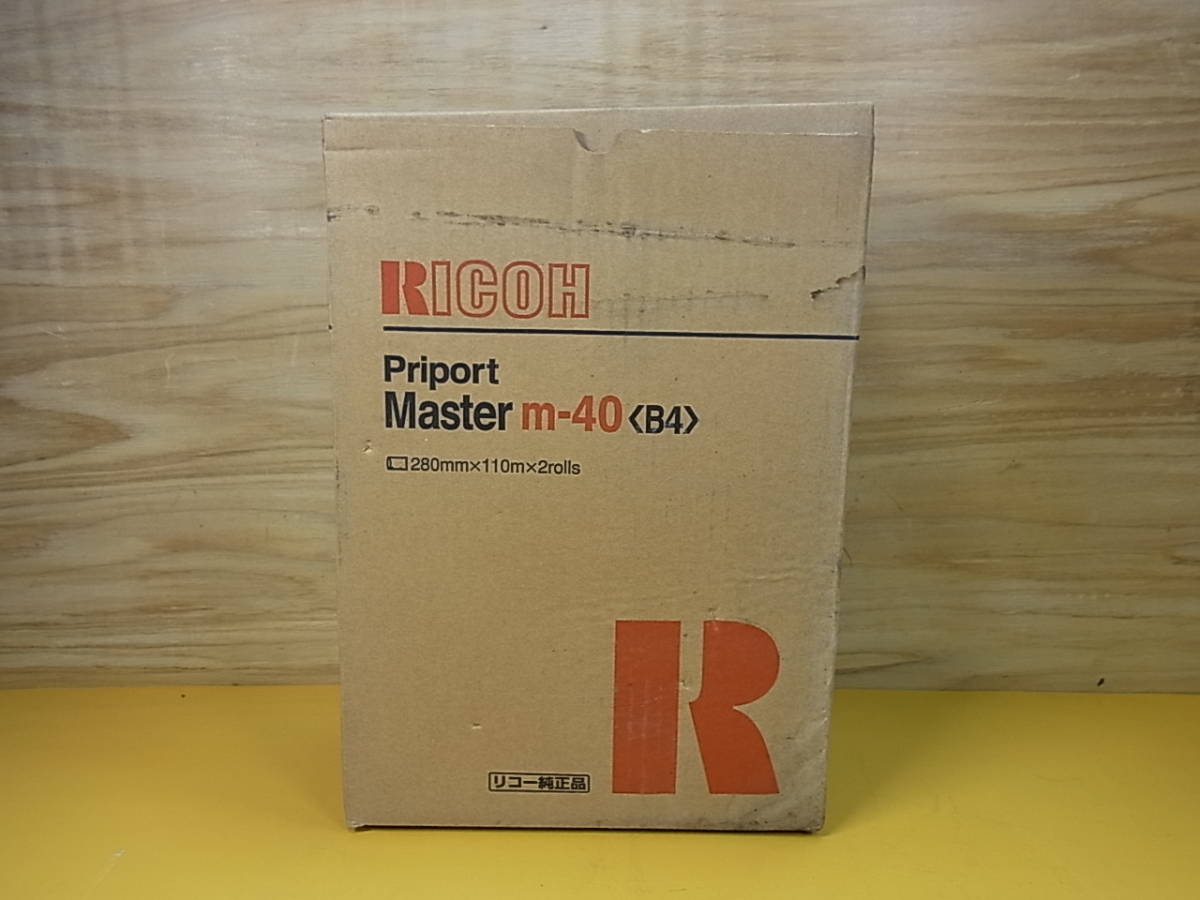 RICOH
Priport
Master m-40〈B4〉
280mm×110m×2rolls
R
リコー純正品